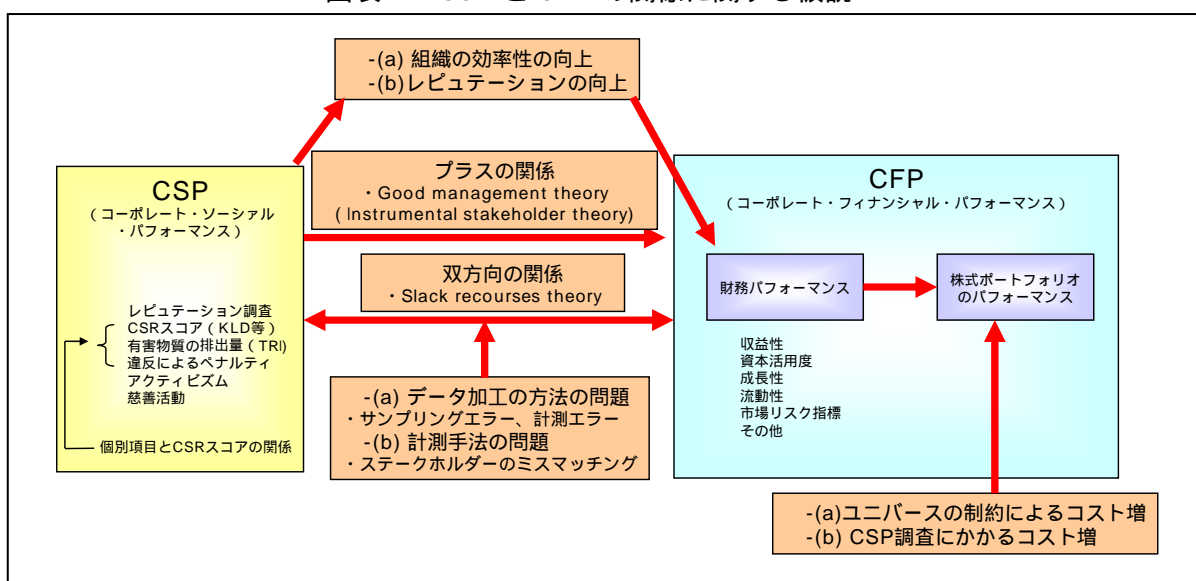 -(a) 組織の効率性の向上
-(b)レピュテーションの向上
プラスの関係
・Good management theory
(Instrumental stakeholder theory)
CSP
(コーポレート・ソーシャル
・パフォーマンス)
CFP
(コーポレート・フィナンシャル・パフォーマンス)
双方向の関係
・Slack recourses theory
財務パフォーマンス
株式ポートフォリオ
のパフォーマンス
レピュテーション調査
CSRスコア(KLD等)
有害物質の排出量(TRI)
違反によるペナルティ
アクティビズム
慈善活動
個別項目とCSRスコアの関係
収益性
資本活用度
成長性
流動性
市場リスク指標
その他
-(a) データ加工の方法の問題
・サンプリングエラー、計測エラー
-(b) 計測手法の問題
・ステークホルダーのミスマッチング
-(a)ユニバースの制約によるコスト増
-(b) CSP調査にかかるコスト増